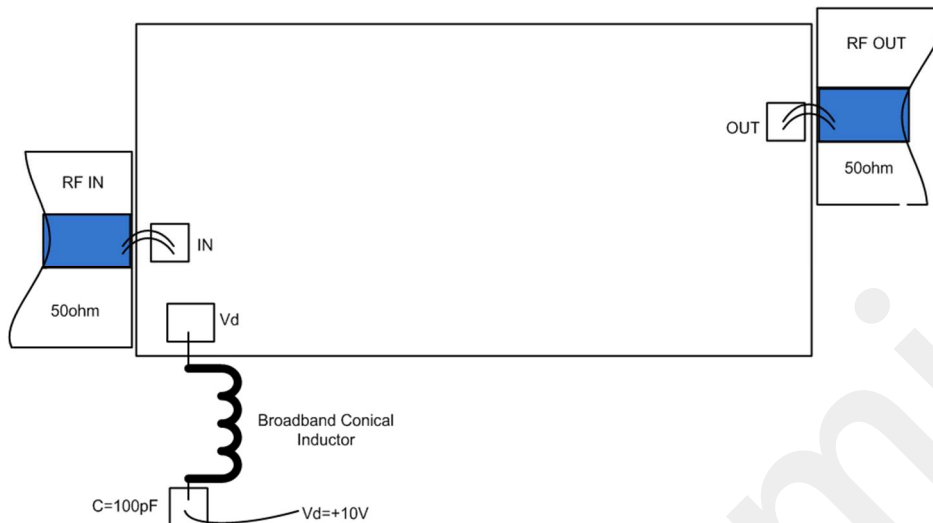 RF OUT
OUT
50ohm
RF IN
IN
50ohm
Vd
Broadband Conical
Inductor
C=100pF
Vd=+10V